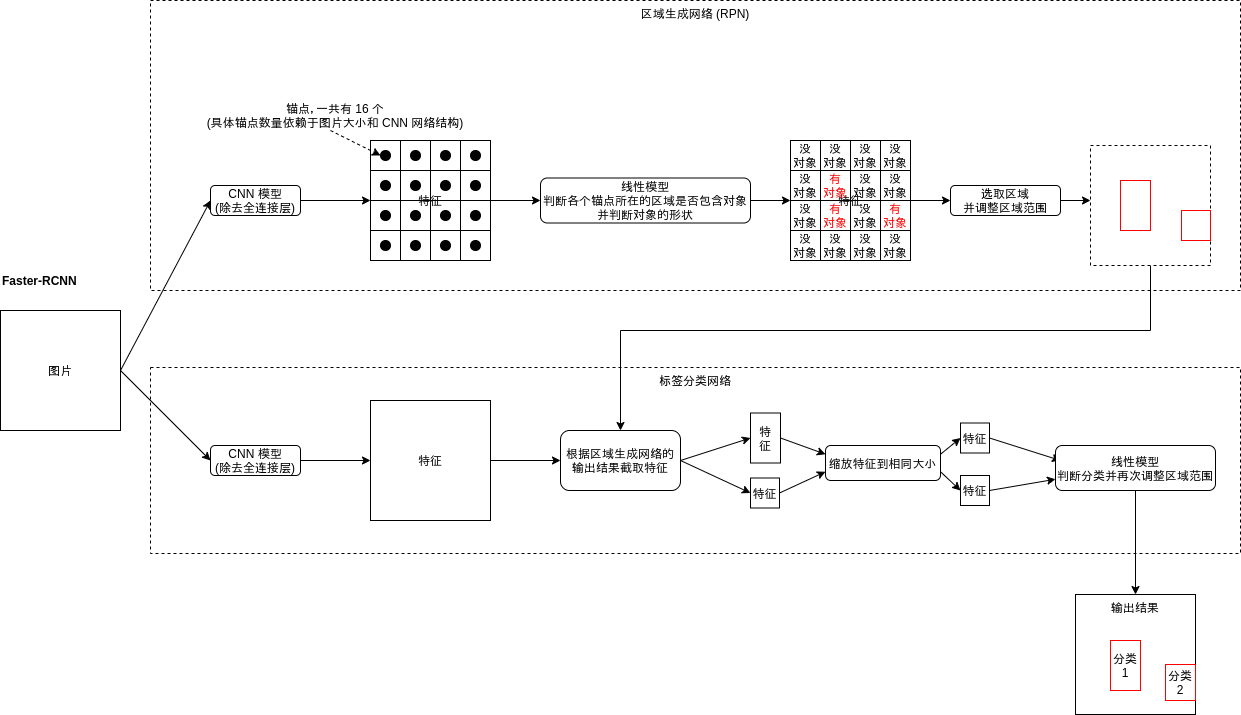 区域生成网络 (RPN)
锚点, 一共有 16 个
(具体锚点数量依赖于图片大小和 CNN 网络结构)
CNN 模型
(除去全连接层)
特征
线性模型
判断各个锚点所在的区域是否包含对象
并判断对象的形状
没 没 没 没
对象 对象 对象 对象
没 有 没 没
对象 对象 对象 对象
特征
没 有 没 有
对象 对象 对象 对象
没 没 没 没
对象 对象 对象 对象
选取区域
并调整区域范围
Faster-RCNN
图片
标签分类网络
CNN 模型
(除去全连接层)
特征
根据区域生成网络的
输出结果截取特征
特
征
特征
缩放特征到相同大小
特征
特征
线性模型
判断分类并再次调整区域范围
输出结果
分类
1
分类
2